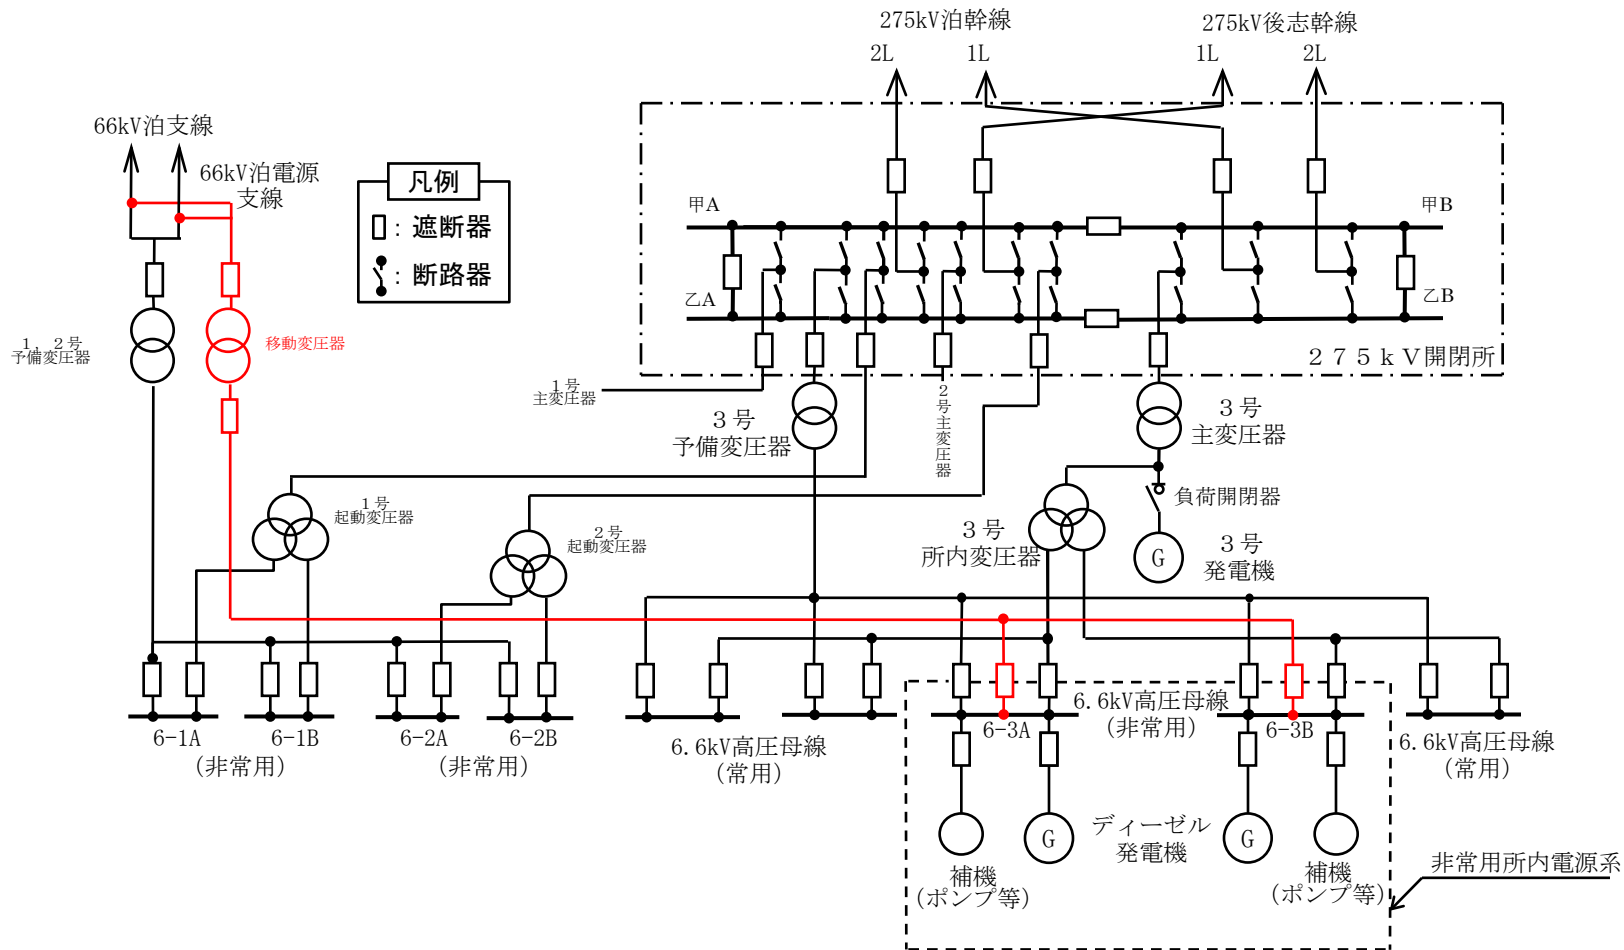 275kV泊幹線
275kV後志幹線
2L
1L
1L
2L
66kV泊支線
66kV泊電源
支線
凡例
：遮断器
：断路器
甲A
甲B
乙A
乙B
275kV開閉所
1，2号
予備変圧器
移動変圧器
1号
主変圧器
3号
予備変圧器
2号主変圧器
3号
主変圧器
負荷開閉器
1号
起動変圧器
2号
起動変圧器
3号
所内変圧器
G
3号
発電機
6-1A
6-1B
(非常用)
6-2A
6-2B
(非常用)
6.6kV高圧母線
(常用)
6-3A
6.6kV高圧母線
(非常用)
6-3B
6.6kV高圧母線
(常用)
G
ディーゼル
発電機
G
補機
(ポンプ等)
補機
(ポンプ等)
非常用所内電源系